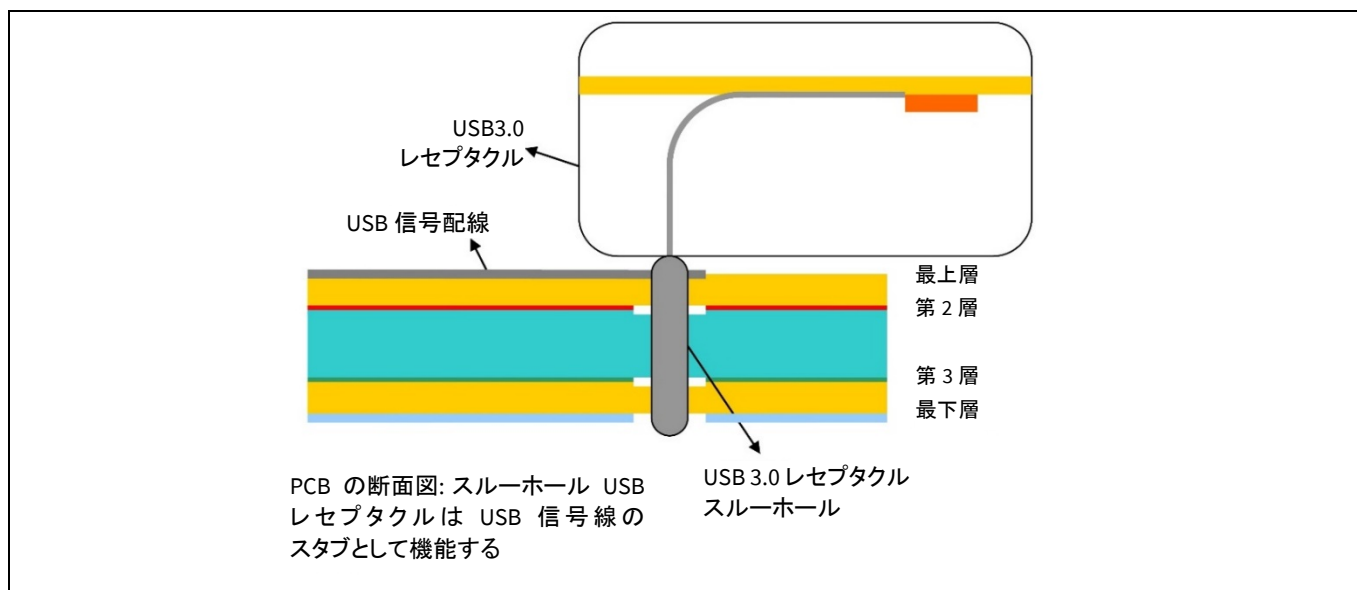 USB3.0
レセプタクル
USB 信号配線
最上層
第 2 層
第 3 層
最下層
USB 3.0 レセプタクル
スルーホール
PCB の断面図: スルーホール USB
レセプタクルは USB 信号線の
スタブとして機能する